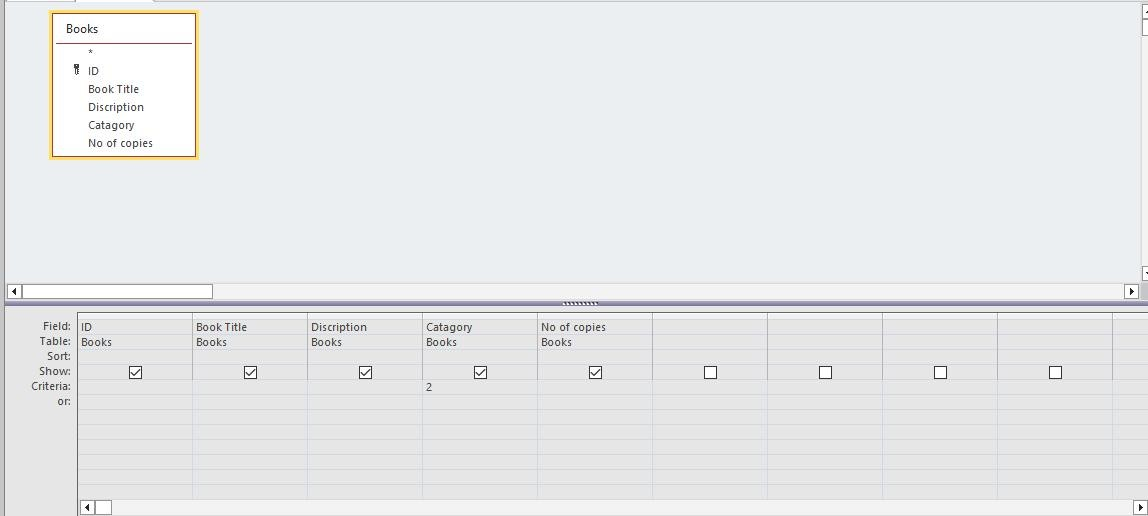 Books
*
ID
Book Title
Discription
Catagory
No of copies
Field: ID Book Title Discription Catagory No of copies
Table: Books Books Books Books Books
Sort:
Show:
Criteria: 2
or: